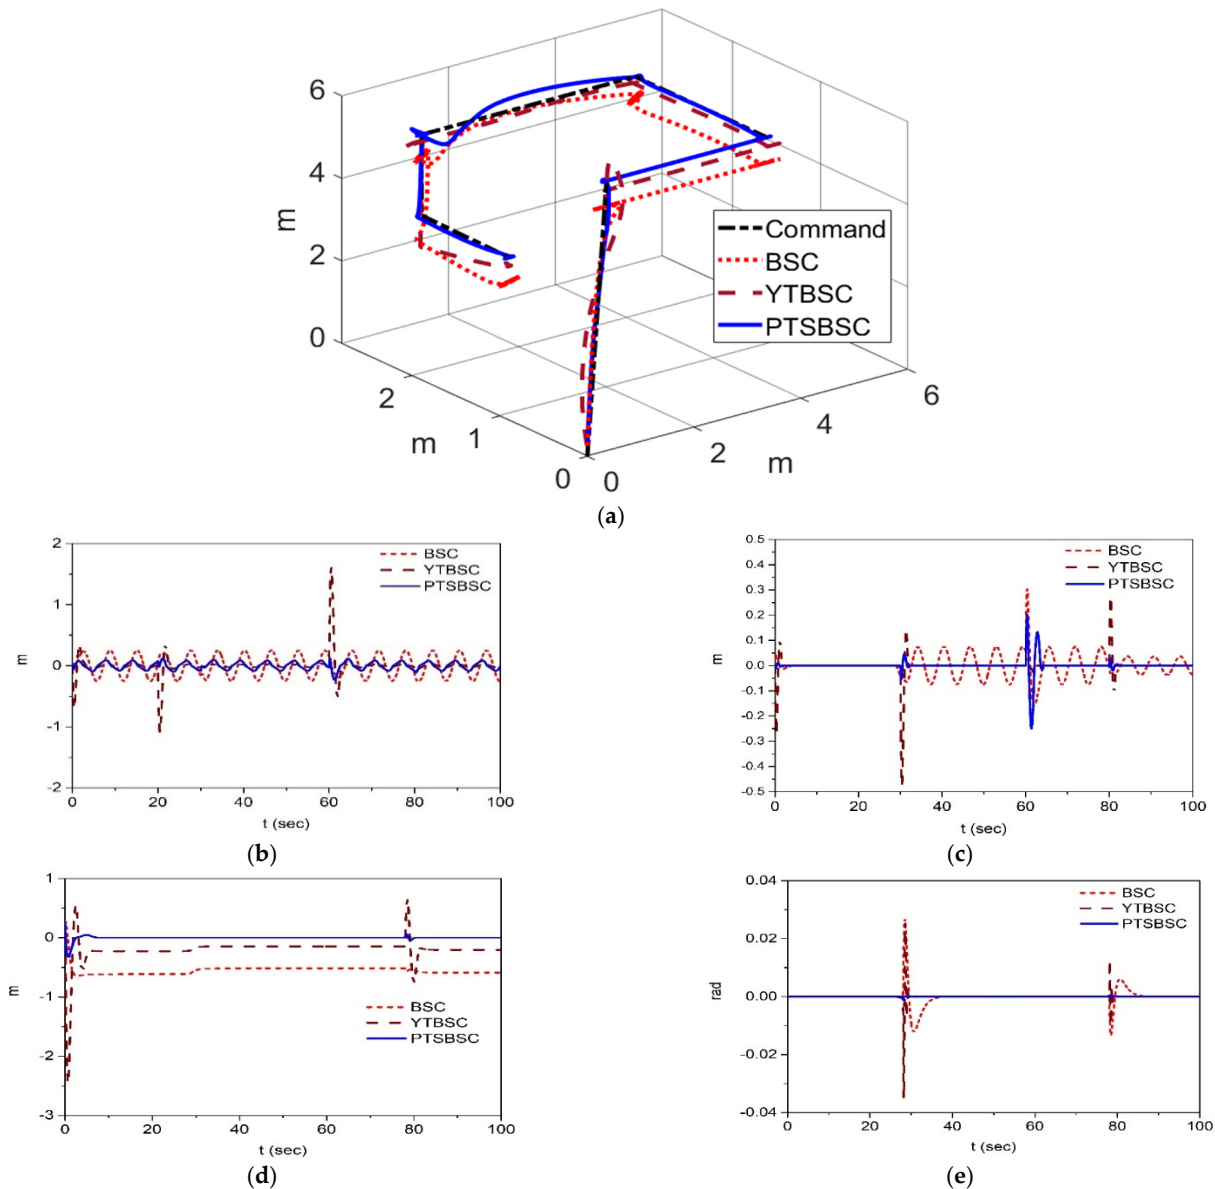 6
4
2
0
m
2
1
0
m
0
2
4
6
m
Command
BSC
YTBSC
PTSBSC
(a)
2
1
0
-1
-2
m
0 20 40 60 80 100
t (sec)
BSC
YTBSC
PTSBSC
(b)
0.5
0.4
0.3
0.2
0.1
0.0
-0.1
-0.2
-0.3
-0.4
-0.5
m
0 20 40 60 80 100
t (sec)
BSC
YTBSC
PTSBSC
(c)
1
0
-1
-2
-3
m
0 20 40 60 80 100
t (sec)
BSC
YTBSC
PTSBSC
(d)
0.04
0.02
0.00
-0.02
-0.04
rad
0 20 40 60 80 100
t (sec)
BSC
YTBSC
PTSBSC
(e)